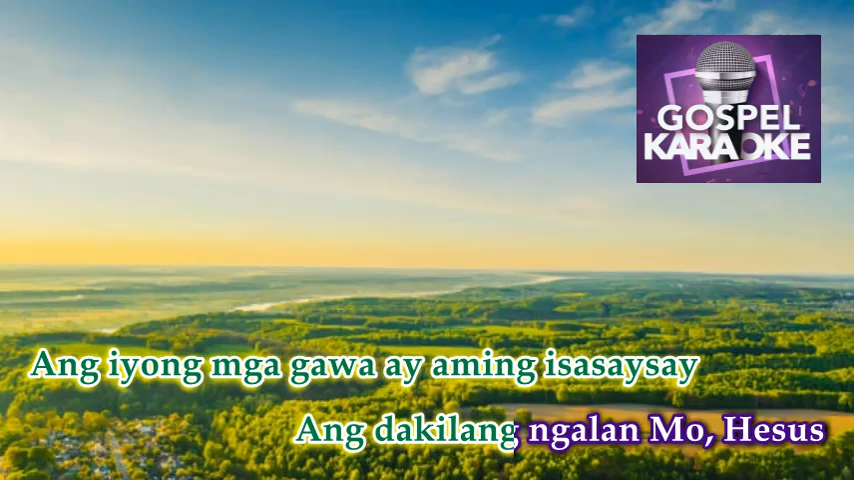 GOSPEL
KARAOKE
Ang iyong mga gawa ay aming isasaysay
Ang dakilang ngalan Mo, Hesus